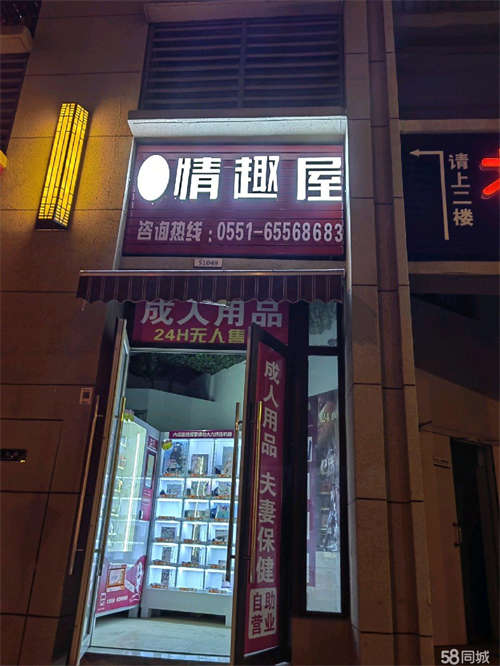 情趣屋
咨询热线：0551-65568683
S1048
请上二楼
成人用品
24H无人售
成人用品 夫妻保健
自助
营业
58同城